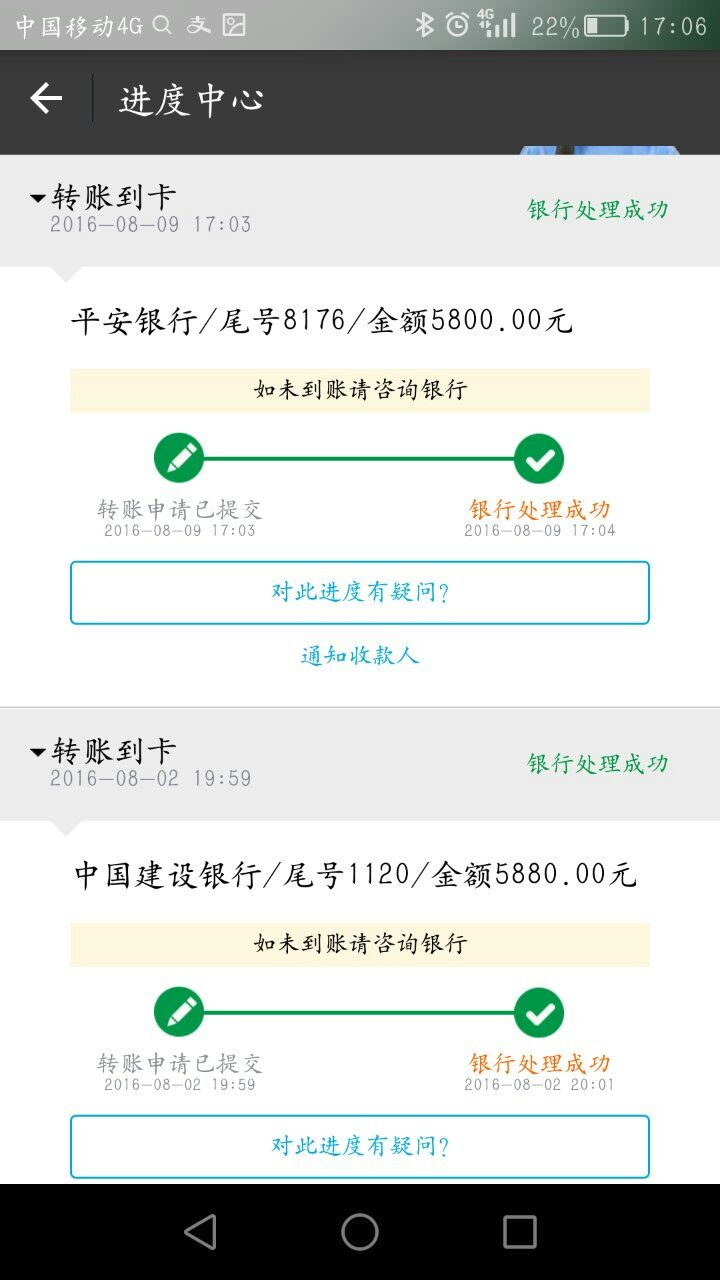 中国移动4G 支 4G 22% 17:06
进度中心
转账到卡
2016-08-09 17:03
银行处理成功
平安银行/尾号8176/金额5800.00元
如未到账请咨询银行
转账申请已提交
2016-08-09 17:03
银行处理成功
2016-08-09 17:04
对此进度有疑问?
通知收款人
转账到卡
2016-08-02 19:59
银行处理成功
中国建设银行/尾号1120/金额5880.00元
如未到账请咨询银行
转账申请已提交
2016-08-02 19:59
银行处理成功
2016-08-02 20:01
对此进度有疑问?